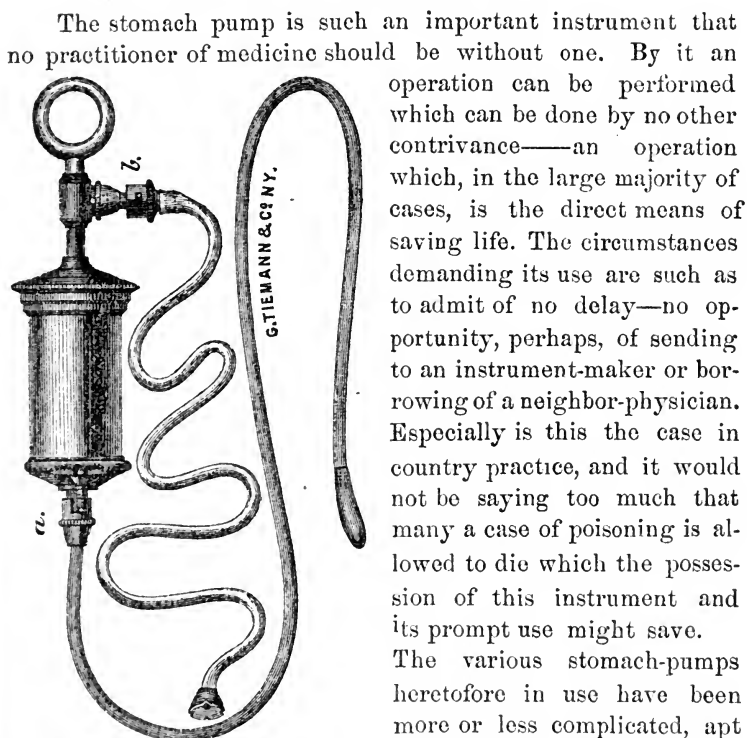 The stomach pump is such an important instrument that
no practitioner of medicine should be without one. By it an
operation can be performed
which can be done by no other
contrivance——an operation
which, in the large majority of
cases, is the direct means of
saving life. The circumstances
demanding its use are such as
to admit of no delay—no op-
portunity, perhaps, of sending
to an instrument-maker or bor-
rowing of a neighbor-physician.
Especially is this the case in
country practice, and it would
not be saying too much that
many a case of poisoning is al-
lowed to die which the posses-
sion of this instrument and
its prompt use might save.
The various stomach-pumps
heretofore in use have been
more or less complicated, apt
b.
G. TIEMANN & Co. NY.
a.